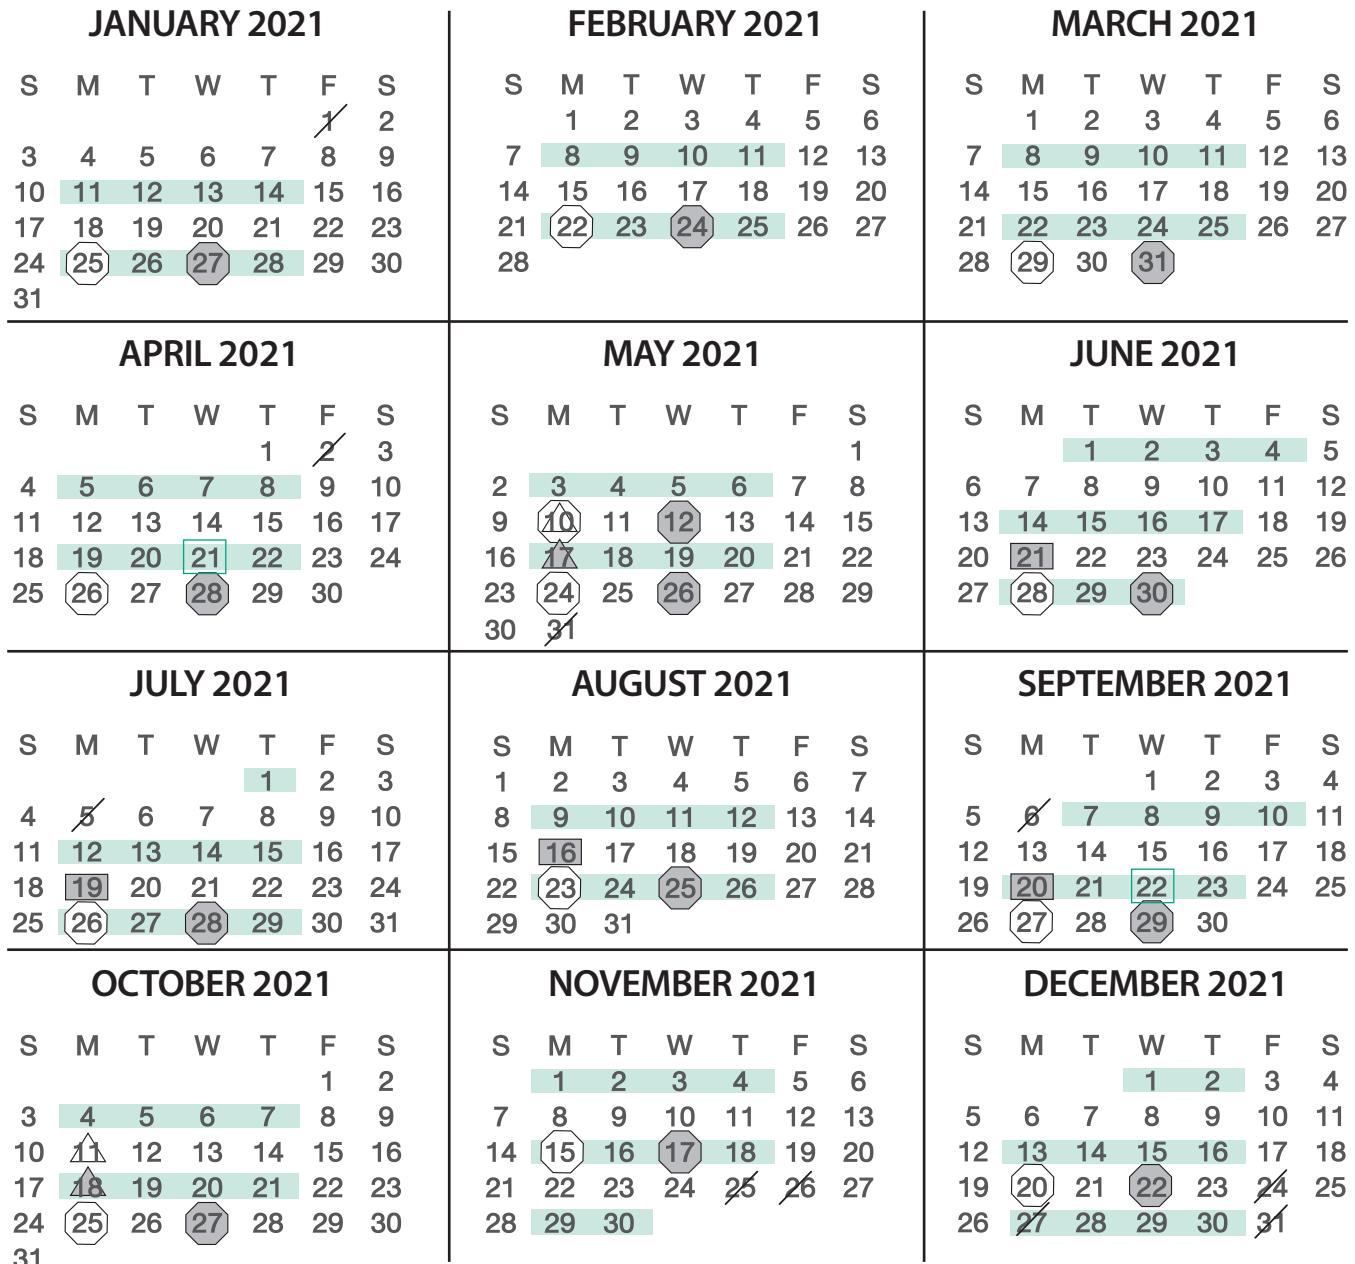 JANUARY 2021
S M T W T F S
1 2
3 4 5 6 7 8 9
10 11 12 13 14 15 16
17 18 19 20 21 22 23
24 25 26 27 28 29 30
31
FEBRUARY 2021
S M T W T F S
1 2 3 4 5 6
7 8 9 10 11 12 13
14 15 16 17 18 19 20
21 22 23 24 25 26 27
28
MARCH 2021
S M T W T F S
1 2 3 4 5 6
7 8 9 10 11 12 13
14 15 16 17 18 19 20
21 22 23 24 25 26 27
28 29 30 31
APRIL 2021
S M T W T F S
1 2 3
4 5 6 7 8 9 10
11 12 13 14 15 16 17
18 19 20 21 22 23 24
25 26 27 28 29 30
MAY 2021
S M T W T F S
1
2 3 4 5 6 7 8
9 10 11 12 13 14 15
16 17 18 19 20 21 22
23 24 25 26 27 28 29
30 31
JUNE 2021
S M T W T F S
1 2 3 4 5
6 7 8 9 10 11 12
13 14 15 16 17 18 19
20 21 22 23 24 25 26
27 28 29 30
JULY 2021
S M T W T F S
1 2 3
4 5 6 7 8 9 10
11 12 13 14 15 16 17
18 19 20 21 22 23 24
25 26 27 28 29 30 31
AUGUST 2021
S M T W T F S
1 2 3 4 5 6 7
8 9 10 11 12 13 14
15 16 17 18 19 20 21
22 23 24 25 26 27 28
29 30 31
SEPTEMBER 2021
S M T W T F S
1 2 3 4
5 6 7 8 9 10 11
12 13 14 15 16 17 18
19 20 21 22 23 24 25
26 27 28 29 30
OCTOBER 2021
S M T W T F S
1 2
3 4 5 6 7 8 9
10 11 12 13 14 15 16
17 18 19 20 21 22 23
24 25 26 27 28 29 30
31
NOVEMBER 2021
S M T W T F S
1 2 3 4 5 6
7 8 9 10 11 12 13
14 15 16 17 18 19 20
21 22 23 24 25 26 27
28 29 30
DECEMBER 2021
S M T W T F S
1 2 3 4
5 6 7 8 9 10 11
12 13 14 15 16 17 18
19 20 21 22 23 24 25
26 27 28 29 30 31